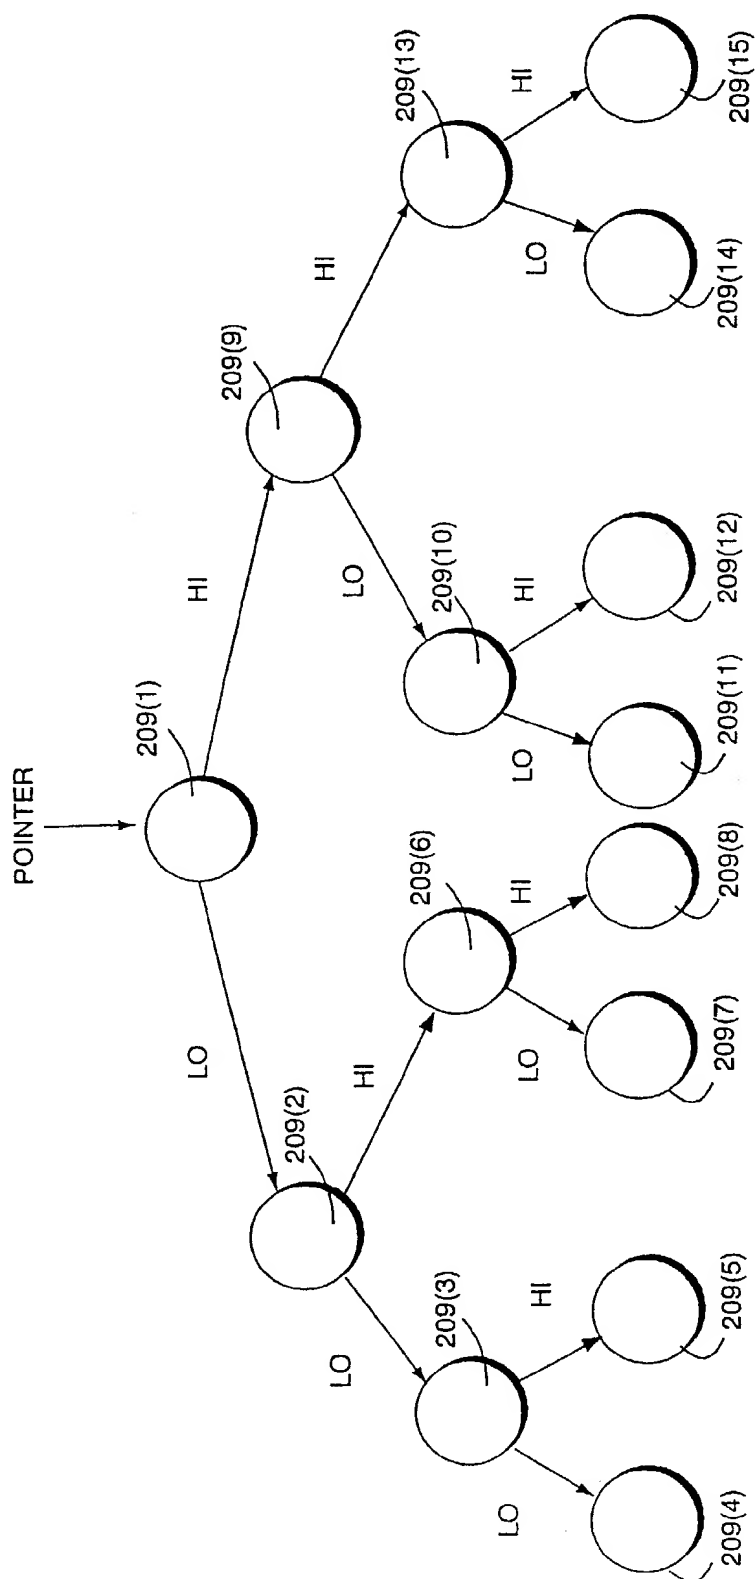 POINTER
209(1)
LO
HI
209(2)
209(9)
LO
HI
LO
HI
209(3)
209(6)
209(10)
209(13)
LO
HI
LO
HI
LO
HI
LO
HI
209(4)
209(5)
209(7)
209(8)
209(11)
209(12)
209(14)
209(15)